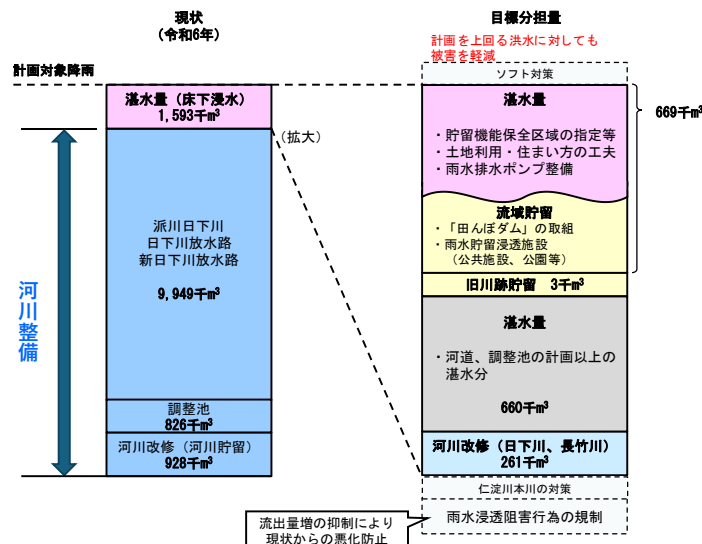 現状
（令和6年）
目標分担量
計画を上回る洪水に対しても
被害を軽減
計画対象降雨
ソフト対策
湛水量（床下浸水）
1,593千m³
（拡大）
河川整備
派川日下川
日下川放水路
新日下川放水路
9,949千m³
調整池
826千m³
河川改修（河川貯留）
928千m³
湛水量
・貯留機能保全区域の指定等
・土地利用・住まい方の工夫
・雨水排水ポンプ整備
669千m³
流域貯留
・「田んぼダム」の取組
・雨水貯留浸透施設
（公共施設、公園等）
旧川跡貯留　3千m³
湛水量
・河道、調整池の計画以上の
湛水分
660千m³
河川改修（日下川、長竹川）
261千m³
仁淀川本川の対策
雨水浸透阻害行為の規制
流出量増の抑制により
現状からの悪化防止